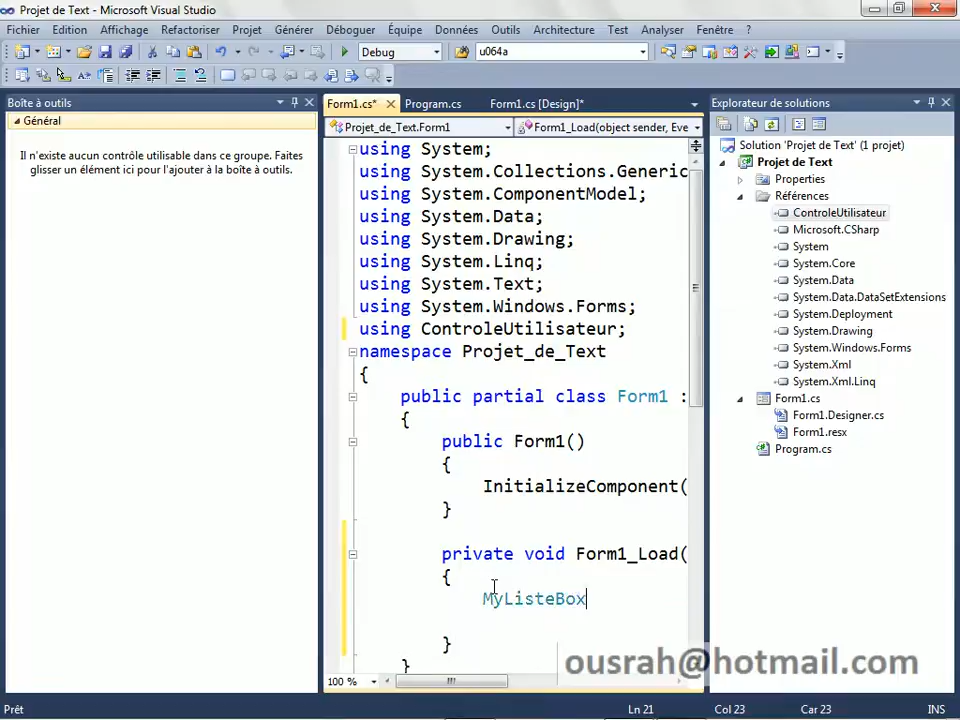 Projet de Text - Microsoft Visual Studio
Fichier Edition Affichage Refactoriser Projet Générer Déboguer Équipe Données Outils Architecture Test Analyser Fenêtre ?
Debug u064a
Boîte à outils
Général
Il n'existe aucun contrôle utilisable dans ce groupe. Faites
glisser un élément ici pour l'ajouter à la boîte à outils.
Form1.cs* Program.cs Form1.cs [Design]*
Projet_de_Text.Form1 Form1_Load(object sender, Eve
using System;
using System.Collections.Generic
using System.ComponentModel;
using System.Data;
using System.Drawing;
using System.Linq;
using System.Text;
using System.Windows.Forms;
using ControleUtilisateur;
namespace Projet_de_Text
{
public partial class Form1 :
{
public Form1()
{
InitializeComponent(
}
private void Form1_Load(
{
MyListeBox
}
}
100 %
Explorateur de solutions
Solution 'Projet de Text' (1 projet)
Projet de Text
Properties
Références
ControleUtilisateur
Microsoft.CSharp
System
System.Core
System.Data
System.Data.DataSetExtensions
System.Deployment
System.Drawing
System.Windows.Forms
System.Xml
System.Xml.Linq
Form1.cs
Form1.Designer.cs
Form1.resx
Program.cs
ousrah@hotmail.com
Prêt Ln 21 Col 23 Car 23 INS